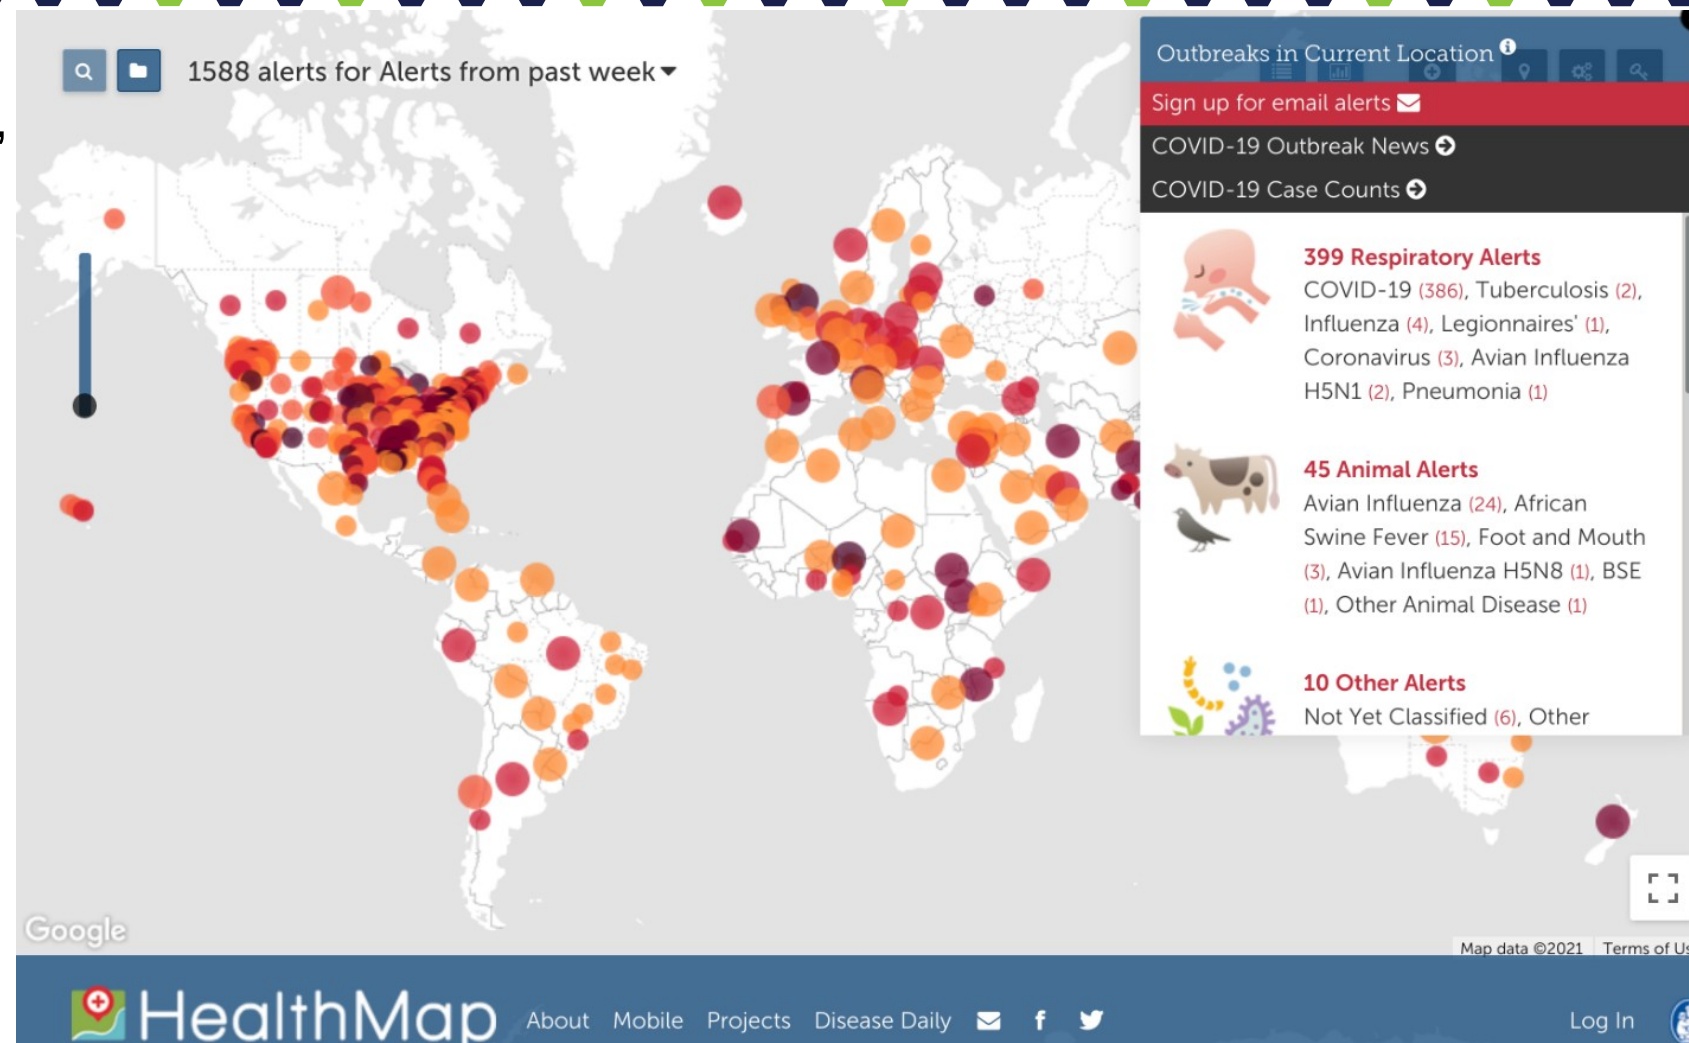 1588 alerts for Alerts from past week
Outbreaks in Current Location
Sign up for email alerts
COVID-19 Outbreak News
COVID-19 Case Counts
399 Respiratory Alerts
COVID-19 (386), Tuberculosis (2),
Influenza (4), Legionnaires' (1),
Coronavirus (3), Avian Influenza
H5N1 (2), Pneumonia (1)
45 Animal Alerts
Avian Influenza (24), African
Swine Fever (15), Foot and Mouth
(3), Avian Influenza H5N8 (1), BSE
(1), Other Animal Disease (1)
10 Other Alerts
Not Yet Classified (6), Other
Google
Map data ©2021 Terms of Us
HealthMap
About Mobile Projects Disease Daily
Log In